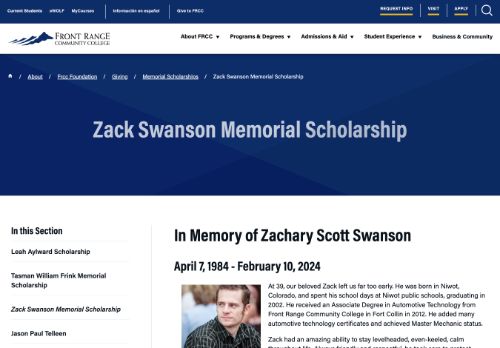 Current Students eWOLF MyCourses Información en español Give to FRCC REQUEST INFO VISIT APPLY
FRONT RANGE
COMMUNITY COLLEGE
About FRCC Programs & Degrees Admissions & Aid Student Experience Business & Community
/ About / Frcc Foundation / Giving / Memorial Scholarships / Zack Swanson Memorial Scholarship
Zack Swanson Memorial Scholarship
In this Section
Leah Aylward Scholarship
Tasman William Frink Memorial
Scholarship
Zack Swanson Memorial Scholarship
Jason Paul Telleen
In Memory of Zachary Scott Swanson
April 7, 1984 - February 10, 2024
At 39, our beloved Zack left us far too early. He was born in Niwot,
Colorado, and spent his school days at Niwot public schools, graduating in
2002. He received an Associate Degree in Automotive Technology from
Front Range Community College in Fort Collin in 2012. He added many
automotive technology certificates and achieved Master Mechanic status.
Zack had an amazing ability to stay levelheaded, even-keeled, calm